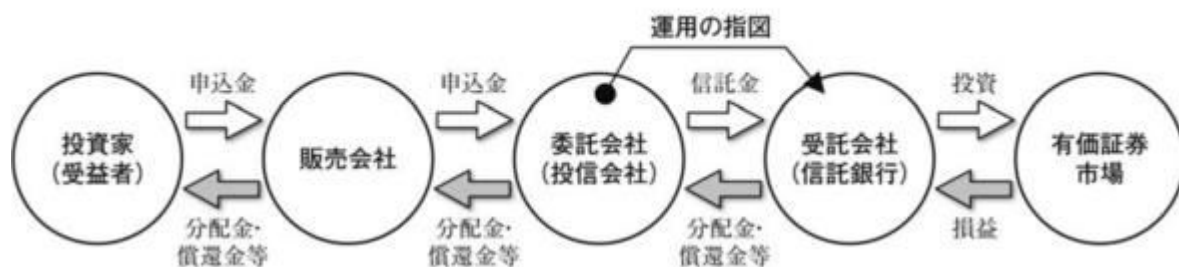 運用の指図
申込金
申込金
信託金
投資
投資家
（受益者）
販売会社
委託会社
（投信会社）
受託会社
（信託銀行）
有価証券
市場
分配金・
償還金等
分配金・
償還金等
分配金・
償還金等
損益